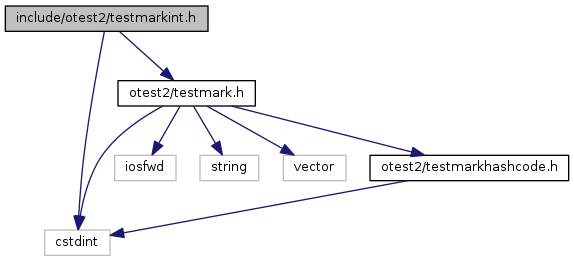 include/otest2/testmarkint.h
otest2/testmark.h
iosfwd
string
vector
otest2/testmarkhashcode.h
cstdint